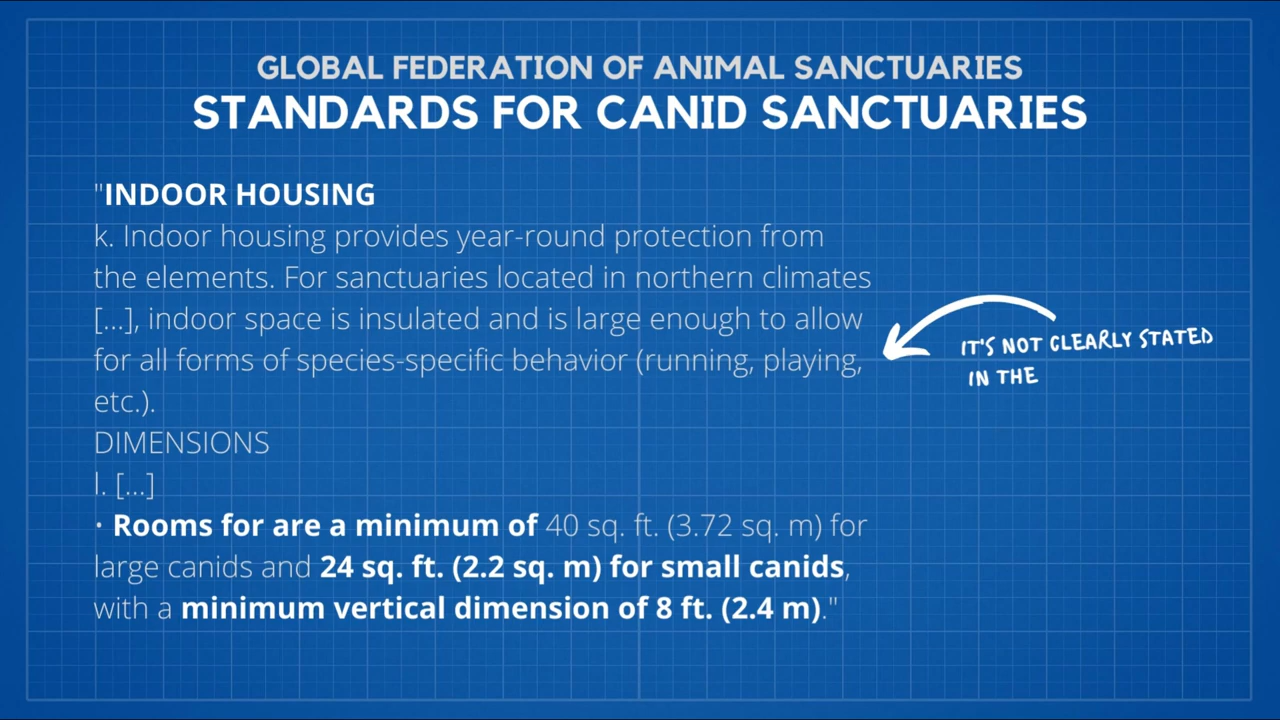 GLOBAL FEDERATION OF ANIMAL SANCTUARIES
STANDARDS FOR CANID SANCTUARIES
"INDOOR HOUSING
k. Indoor housing provides year-round protection from
the elements. For sanctuaries located in northern climates
[...], indoor space is insulated and is large enough to allow
for all forms of species-specific behavior (running, playing,
etc.).
DIMENSIONS
l. [...]
• Rooms for are a minimum of 40 sq. ft. (3.72 sq. m) for
large canids and 24 sq. ft. (2.2 sq. m) for small canids,
with a minimum vertical dimension of 8 ft. (2.4 m)."
IT'S NOT CLEARLY STATED
IN THE